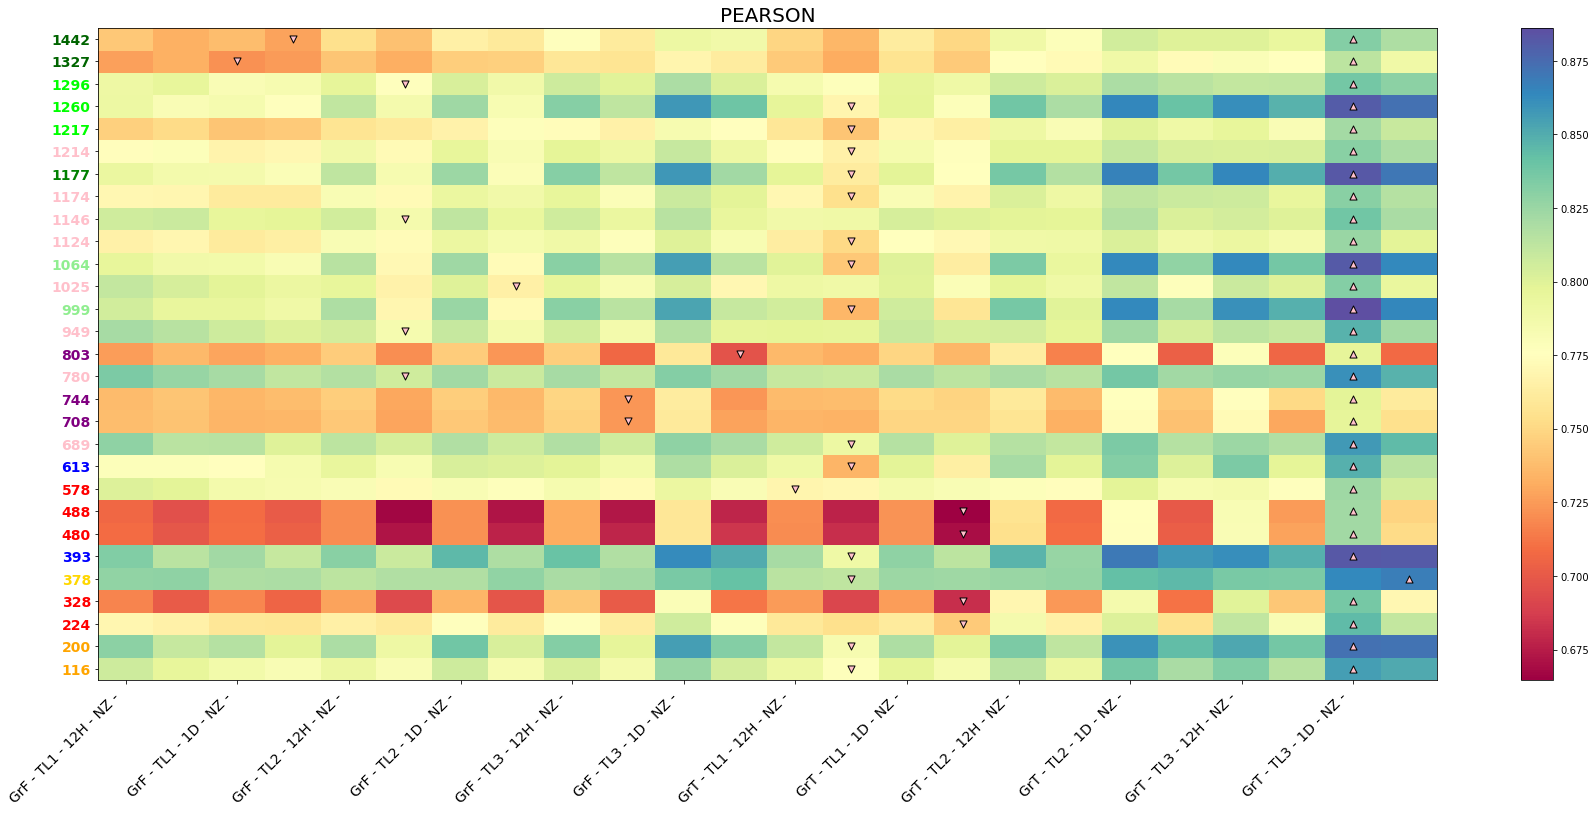 PEARSON
1442
1327
1296
1260
1217
1214
1177
1174
1146
1124
1064
1025
999
949
803
780
744
708
689
613
578
488
480
393
378
328
224
200
116
GrF - TL1 - 12H - NZ -
GrF - TL1 - 1D - NZ -
GrF - TL2 - 12H - NZ -
GrF - TL2 - 1D - NZ -
GrF - TL3 - 12H - NZ -
GrF - TL3 - 1D - NZ -
GrT - TL1 - 12H - NZ -
GrT - TL1 - 1D - NZ -
GrT - TL2 - 12H - NZ -
GrT - TL2 - 1D - NZ -
GrT - TL3 - 12H - NZ -
GrT - TL3 - 1D - NZ -
0.875
0.850
0.825
0.800
0.775
0.750
0.725
0.700
0.675